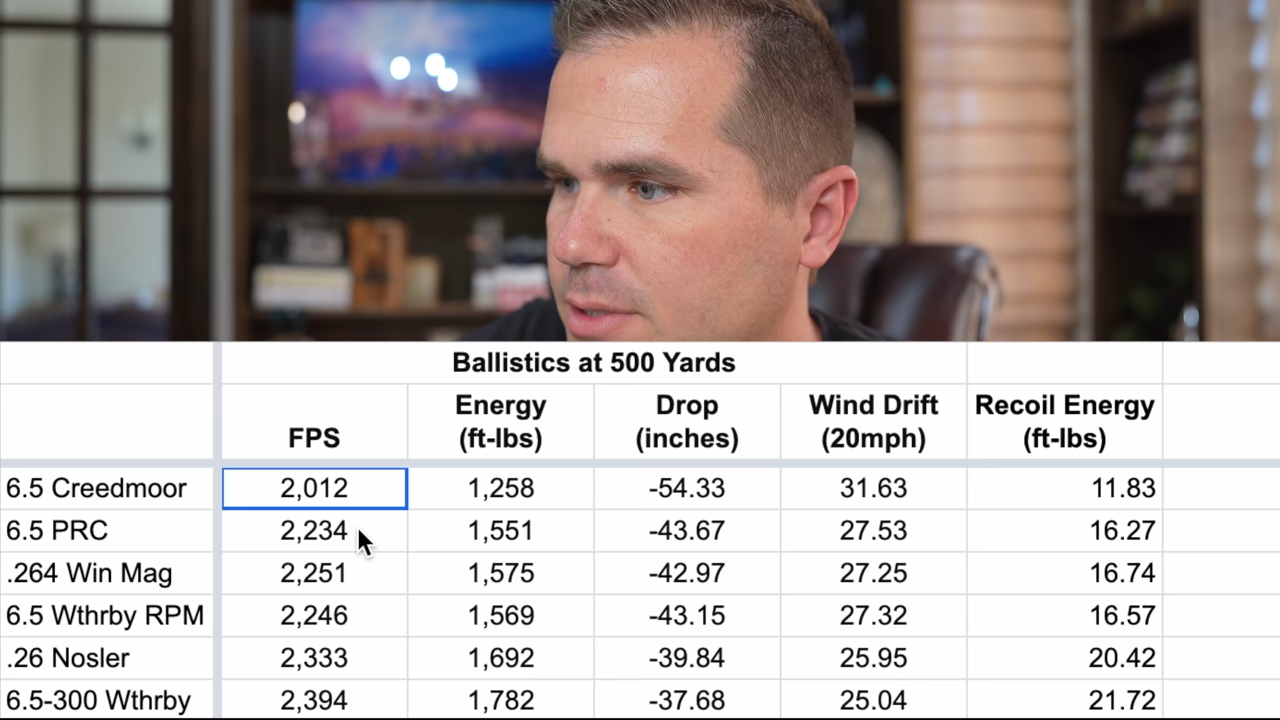 Ballistics at 500 Yards
FPS Energy (ft-lbs) Drop (inches) Wind Drift (20mph) Recoil Energy (ft-lbs)
6.5 Creedmoor 2,012 1,258 -54.33 31.63 11.83
6.5 PRC 2,234 1,551 -43.67 27.53 16.27
.264 Win Mag 2,251 1,575 -42.97 27.25 16.74
6.5 Wthrby RPM 2,246 1,569 -43.15 27.32 16.57
.26 Nosler 2,333 1,692 -39.84 25.95 20.42
6.5-300 Wthrby 2,394 1,782 -37.68 25.04 21.72